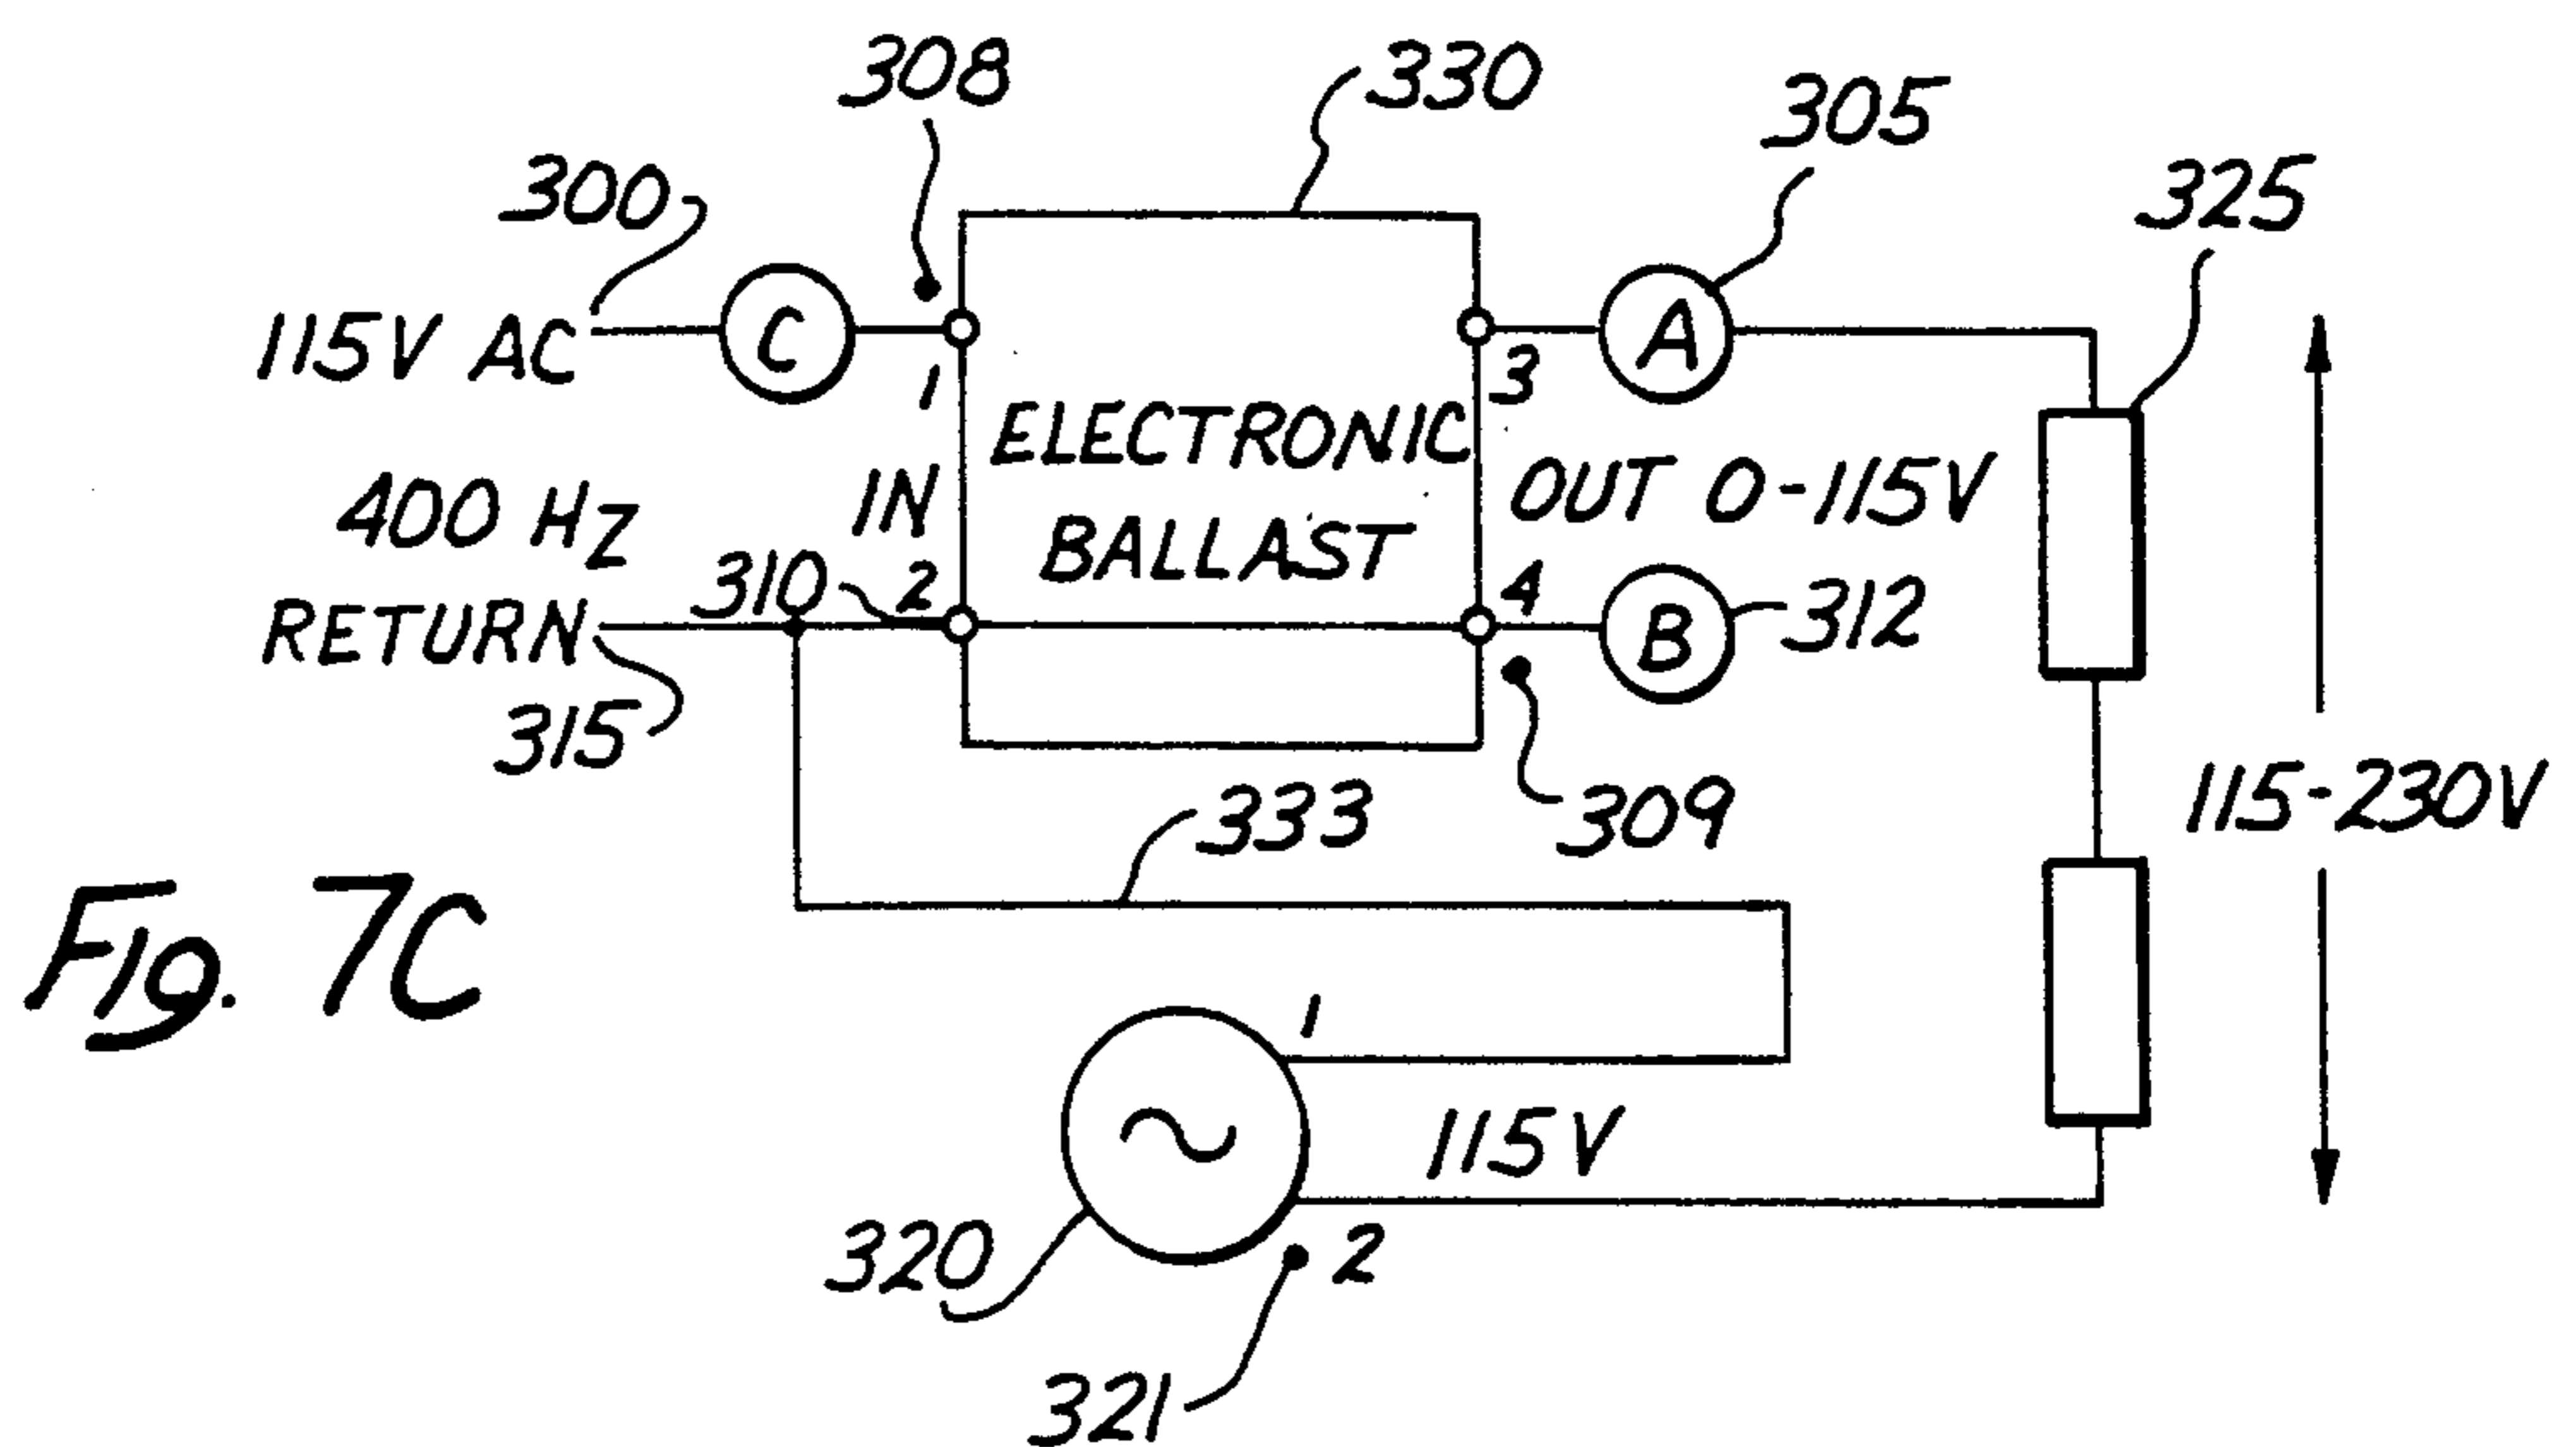 308
330
305
300
325
115V AC
C
1
3
A
ELECTRONIC
BALLAST
400 HZ
IN
OUT 0-115V
310
2
4
B
312
RETURN
315
333
309
115-230V
Fig. 7C
1
115V
320
2
321